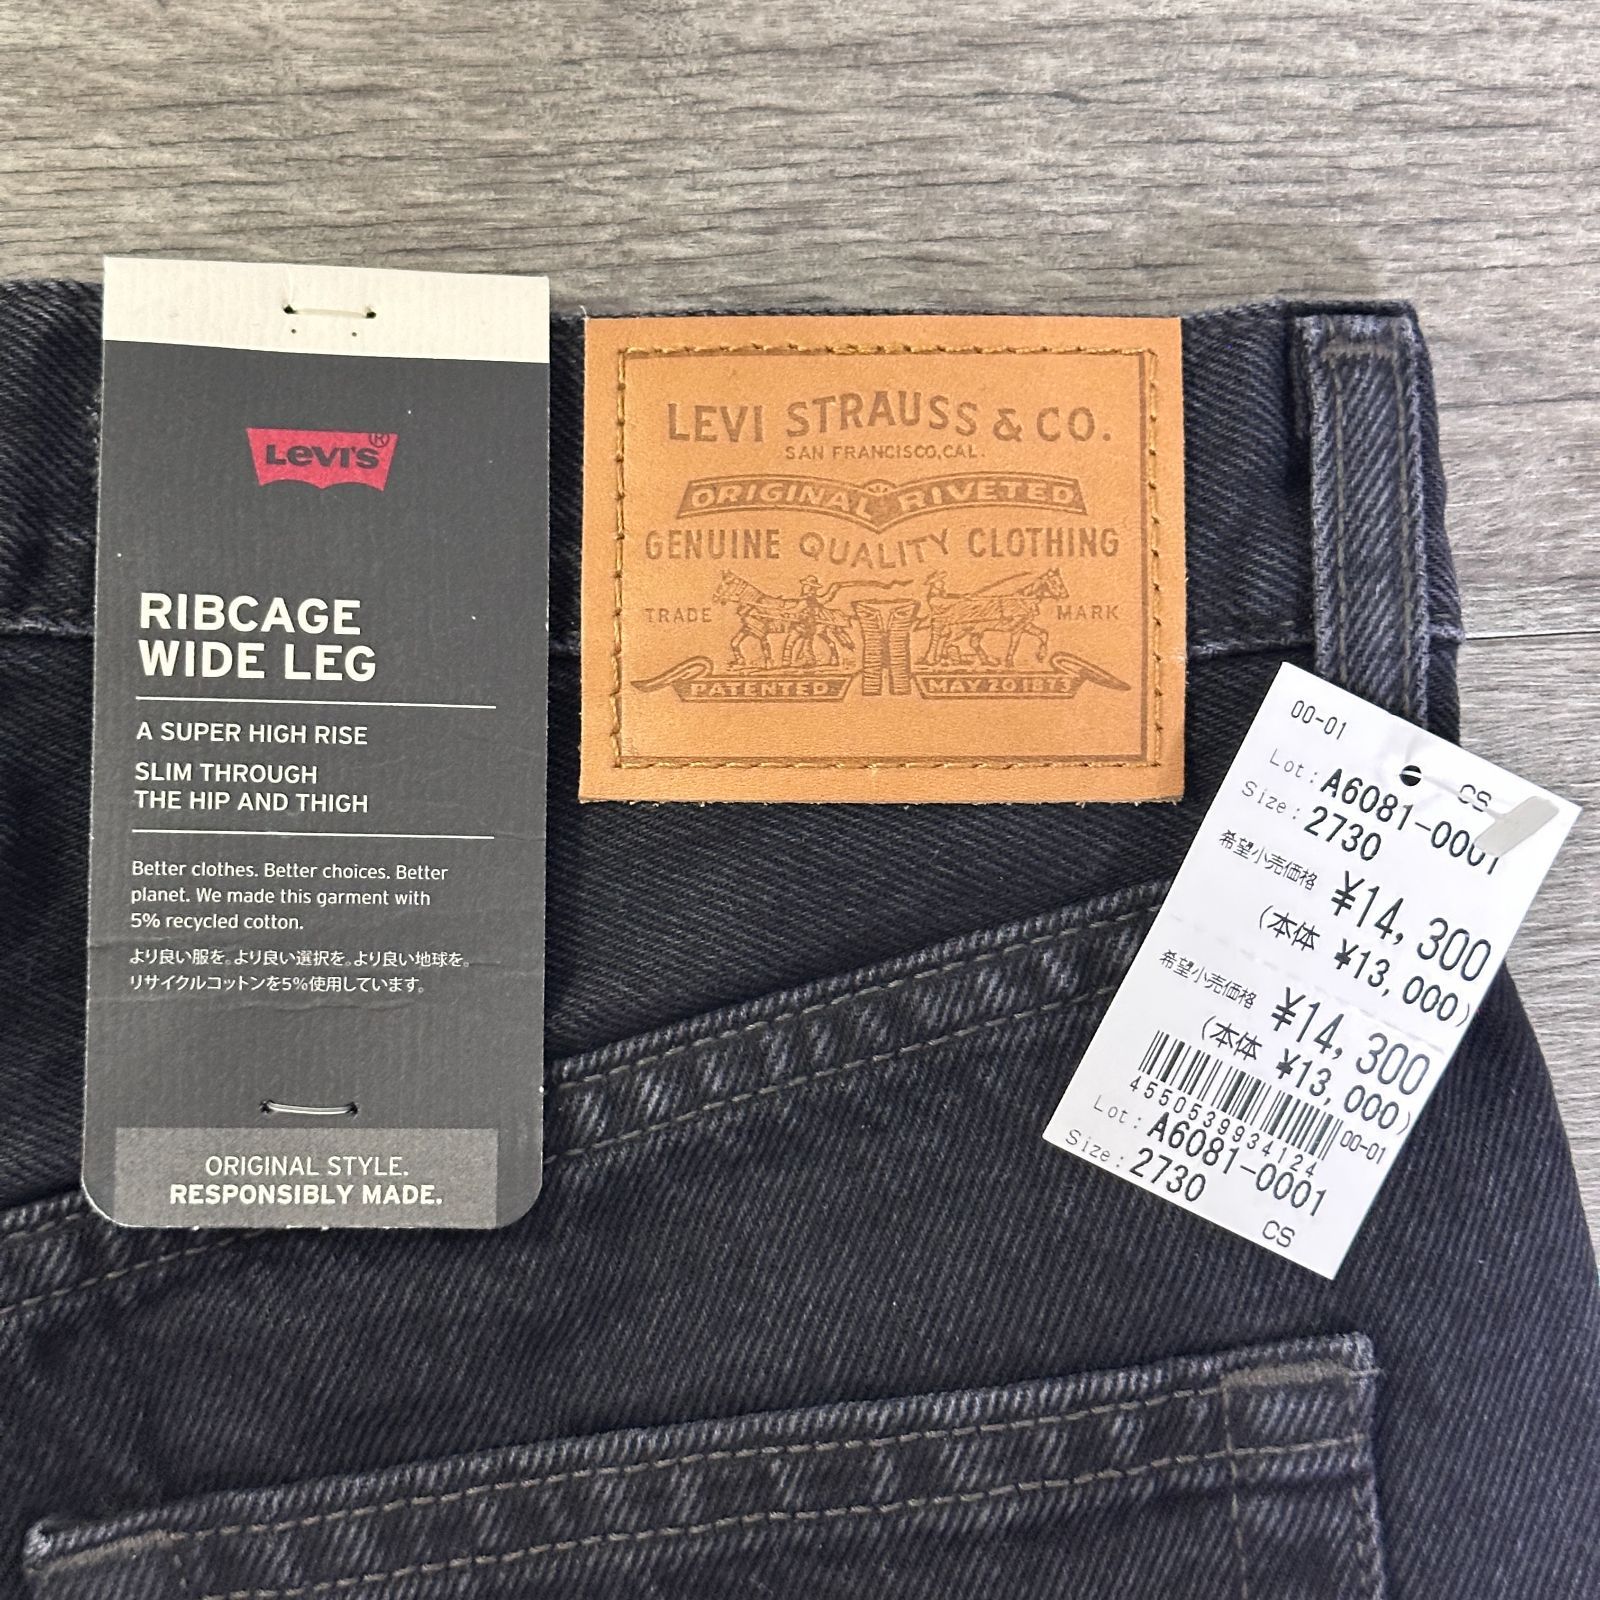 Levi's®
RIBCAGE
WIDE LEG
A SUPER HIGH RISE
SLIM THROUGH
THE HIP AND THIGH
Better clothes. Better choices. Better
planet. We made this garment with
5% recycled cotton.
より良い服を。より良い選択を。より良い地球を。
リサイクルコットンを5%使用しています。
ORIGINAL STYLE.
RESPONSIBLY MADE.
LEVI STRAUSS & CO.
SAN FRANCISCO, CAL.
ORIGINAL RIVETED
GENUINE QUALITY CLOTHING
TRADE MARK
PATENTED MAY 20 1873
00-01
CS
Lot: A6081-0001
Size: 2730
希望小売価格 ¥14,300
(本体 ¥13,000)
希望小売価格 ¥14,300
(本体 ¥13,000)
4550539934124
00-01
Lot: A6081-0001
Size: 2730
CS